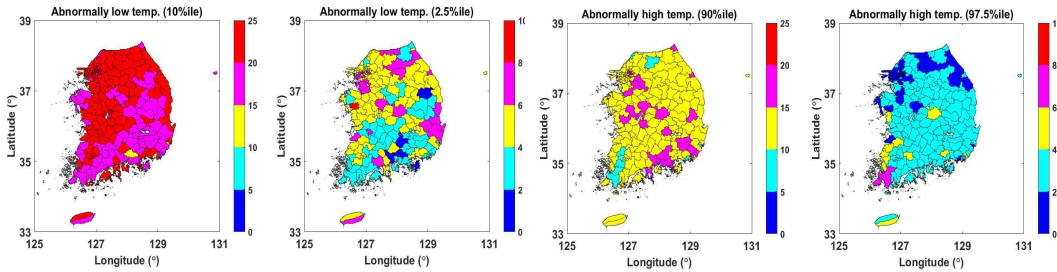 Abnormally low temp. (10%ile)
39
37
35
33
125 127 129 131
Latitude (°)
Longitude (°)
25
20
15
10
5
0
Abnormally low temp. (2.5%ile)
39
37
35
33
125 127 129 131
Latitude (°)
Longitude (°)
10
8
6
4
2
0
Abnormally high temp. (90%ile)
39
37
35
33
125 127 129 131
Latitude (°)
Longitude (°)
25
20
15
10
5
0
Abnormally high temp. (97.5%ile)
39
37
35
33
125 127 129 131
Latitude (°)
Longitude (°)
8
6
4
2
0